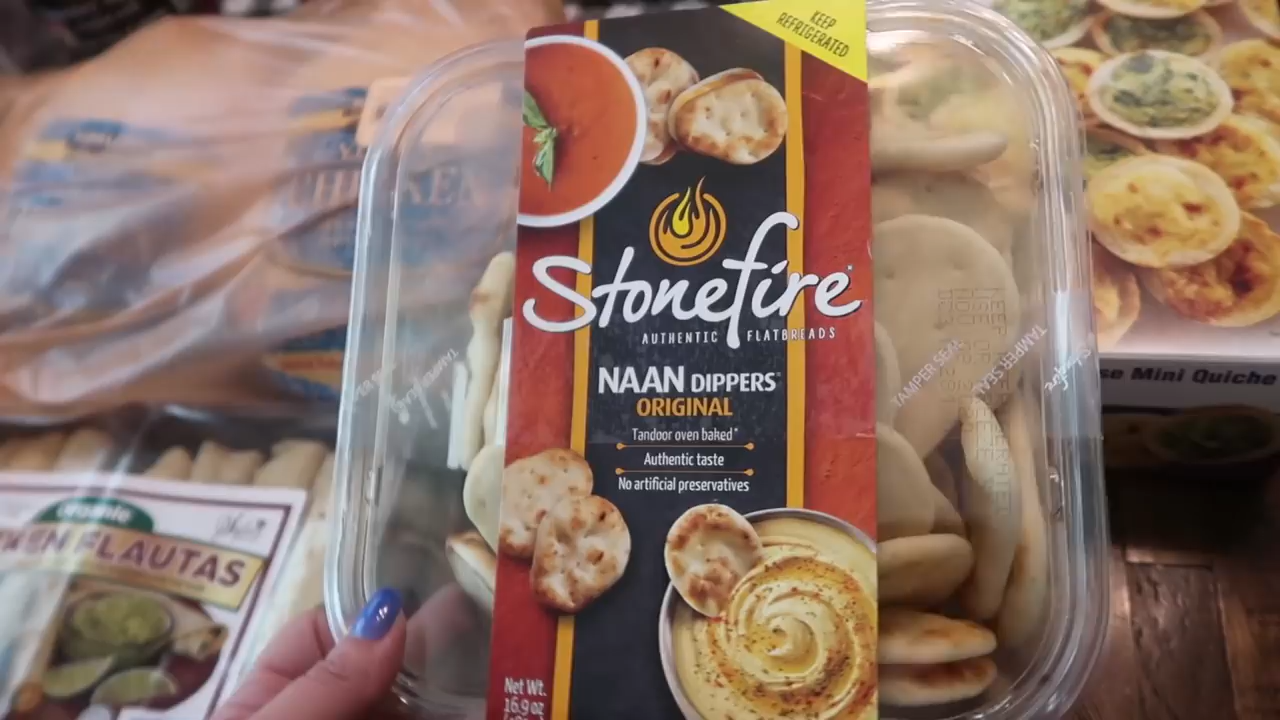 KEEP
REFRIGERATED
Stonefire
AUTHENTIC FLATBREADS
NAAN DIPPERS
ORIGINAL
Tandoor oven baked*
Authentic taste
No artificial preservatives
Net Wt.
16.9 oz
TAMPER SEAL
TAMPER SEAL
Mini Quiche
organic
FLAUTAS